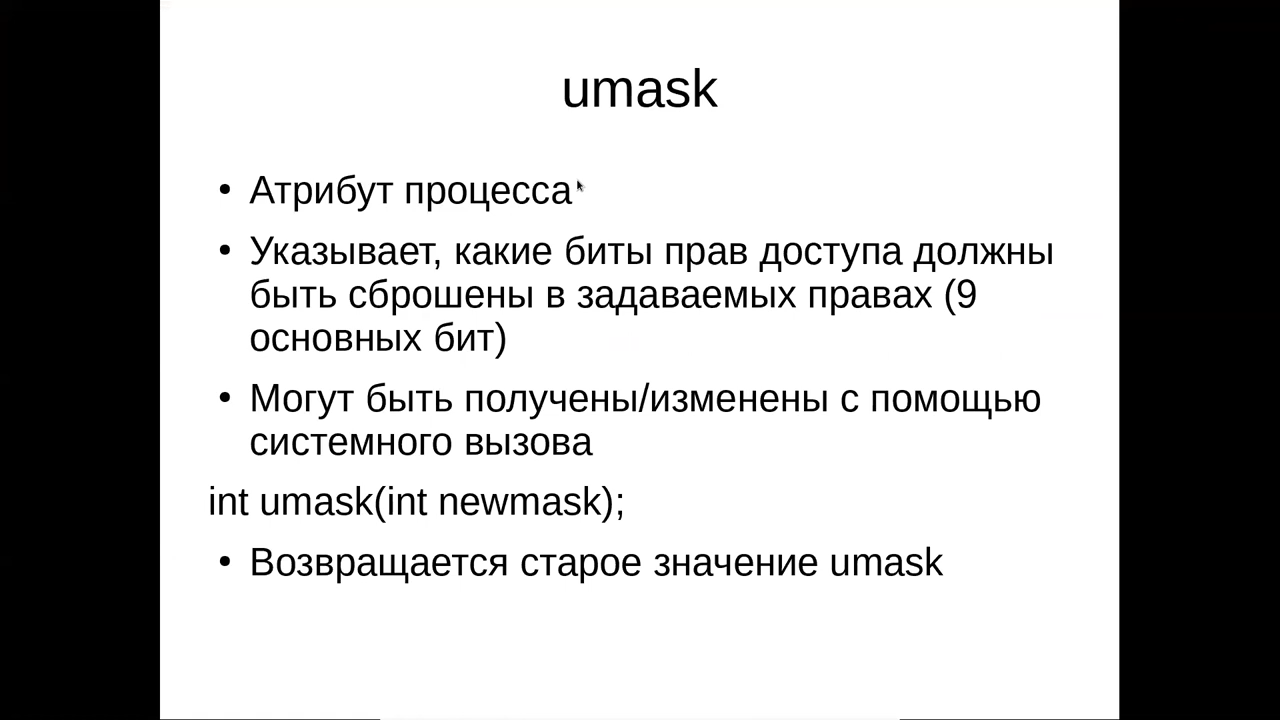 umask
• Атрибут процесса
• Указывает, какие биты прав доступа должны
быть сброшены в задаваемых правах (9
основных бит)
• Могут быть получены/изменены с помощью
системного вызова
int umask(int newmask);
• Возвращается старое значение umask